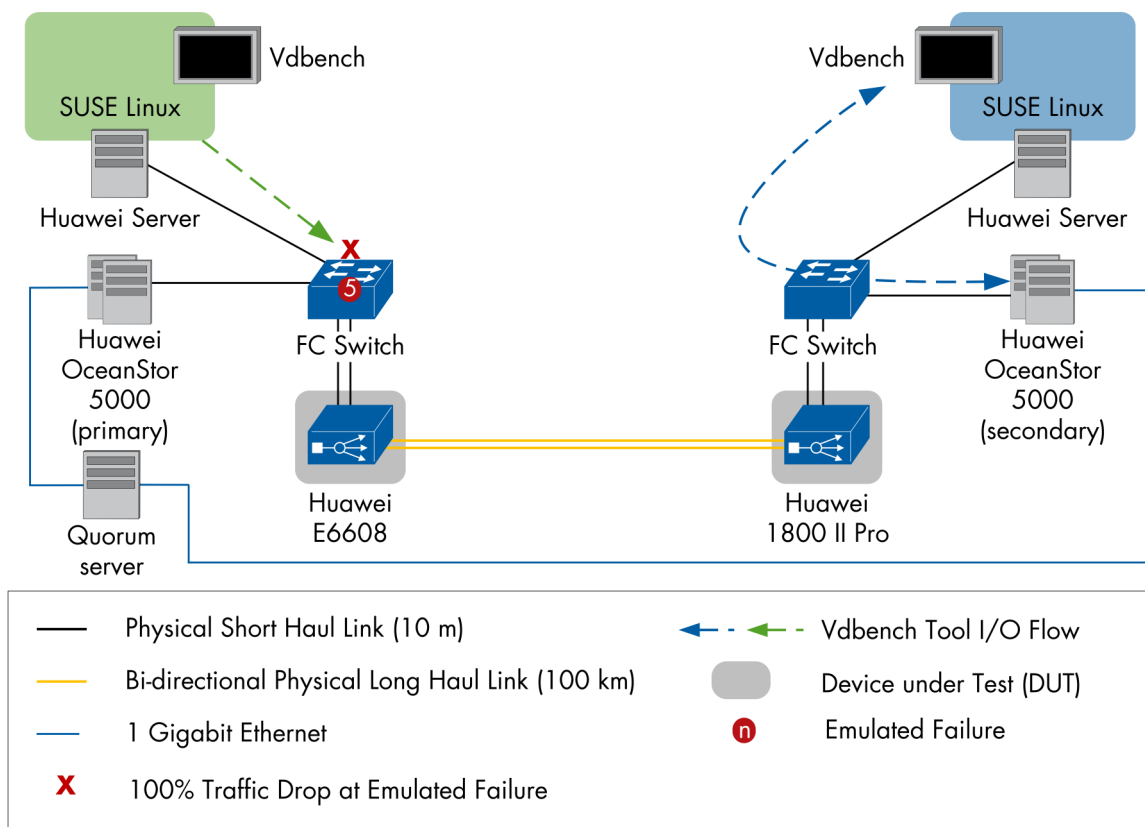 Vdbench
SUSE Linux
Huawei Server
Huawei
OceanStor
5000
(primary)
Quorum
server
X
5
FC Switch
Huawei
E6608
Vdbench
SUSE Linux
Huawei Server
FC Switch
Huawei
OceanStor
5000
(secondary)
Huawei
1800 II Pro
Physical Short Haul Link (10 m)
Bi-directional Physical Long Haul Link (100 km)
1 Gigabit Ethernet
X 100% Traffic Drop at Emulated Failure
Vdbench Tool I/O Flow
Device under Test (DUT)
n Emulated Failure